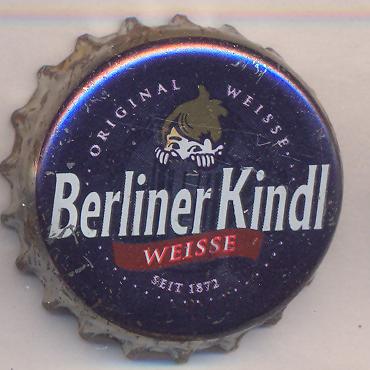 ORIGINAL WEISSE
Berliner Kindl
WEISSE
SEIT 1872